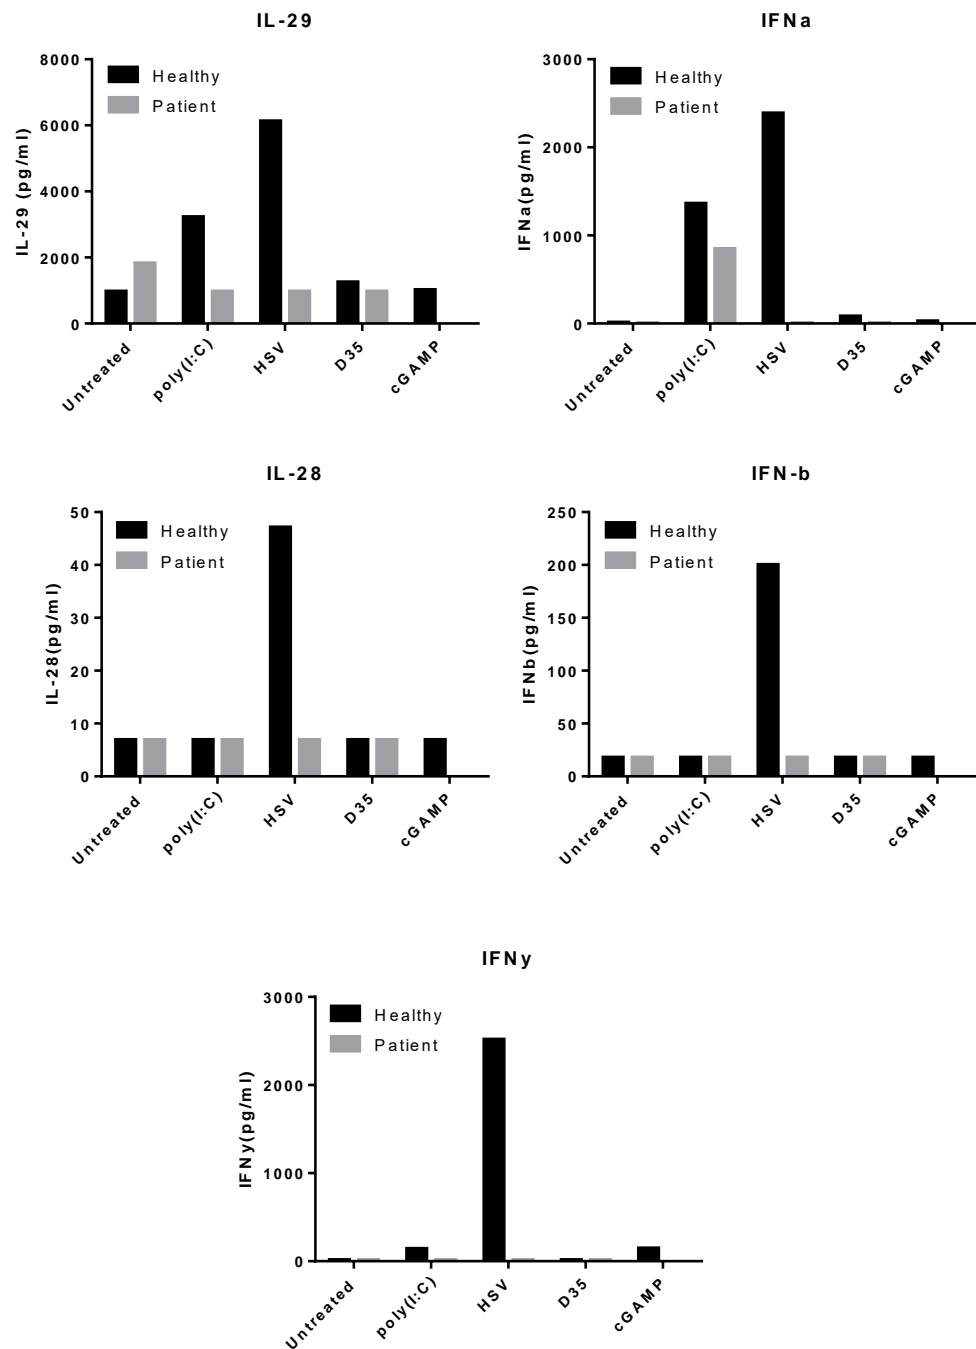 IL-29
8000
6000
4000
2000
0
IL-29 (pg/ml)
Healthy
Patient
Untreated
poly(I:C)
HSV
D35
cGAMP
IFNa
3000
2000
1000
0
IFNa(pg/ml)
Healthy
Patient
Untreated
poly(I:C)
HSV
D35
cGAMP
IL-28
50
40
30
20
10
0
IL-28(pg/ml)
Healthy
Patient
Untreated
poly(I:C)
HSV
D35
cGAMP
IFN-b
250
200
150
100
50
0
IFNb(pg/ml)
Healthy
Patient
Untreated
poly(I:C)
HSV
D35
cGAMP
IFNy
3000
2000
1000
0
IFNy(pg/ml)
Healthy
Patient
Untreated
poly(I:C)
HSV
D35
cGAMP